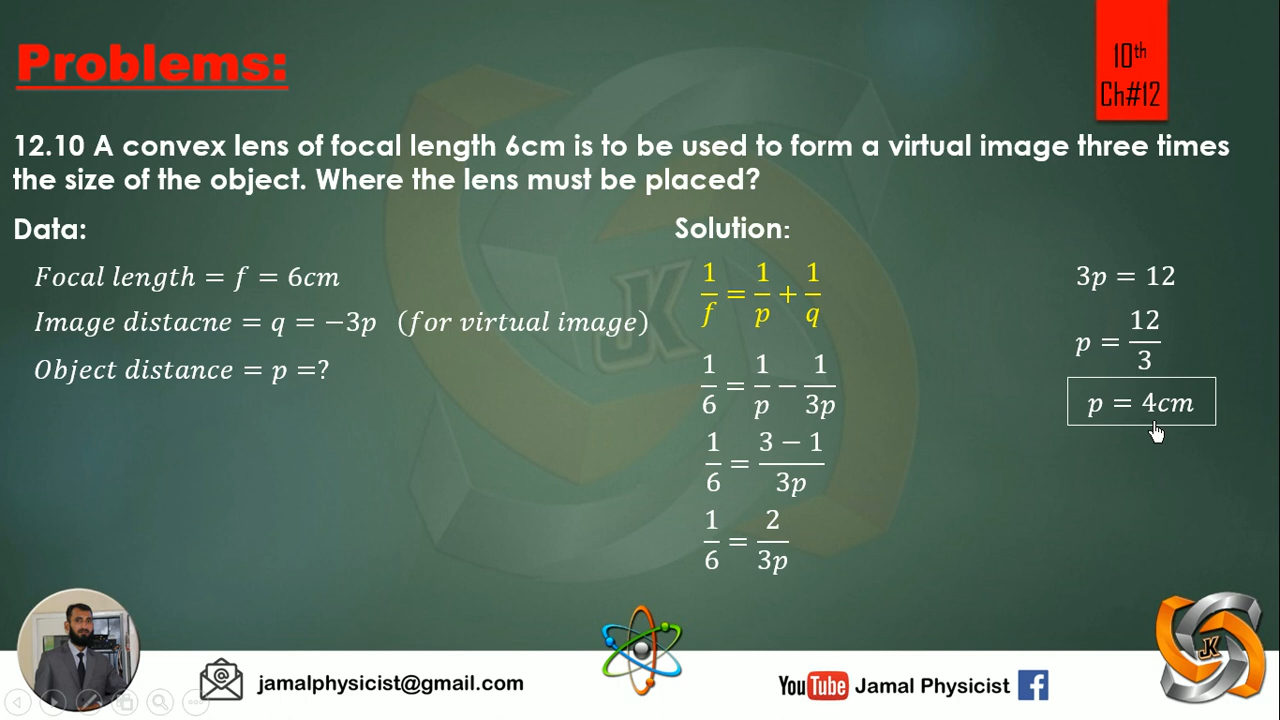 Problems:
10th
Ch#12
12.10 A convex lens of focal length 6cm is to be used to form a virtual image three times
the size of the object. Where the lens must be placed?
Data:
Focal length = f = 6cm
Image distacne = q = −3p (for virtual image)
Object distance = p =?
Solution:
1/f = 1/p + 1/q
1/6 = 1/p − 1/3p
1/6 = (3 − 1)/3p
1/6 = 2/3p
3p = 12
p = 12/3
p = 4cm
JK
jamalphysicist@gmail.com
YouTube Jamal Physicist f
JK